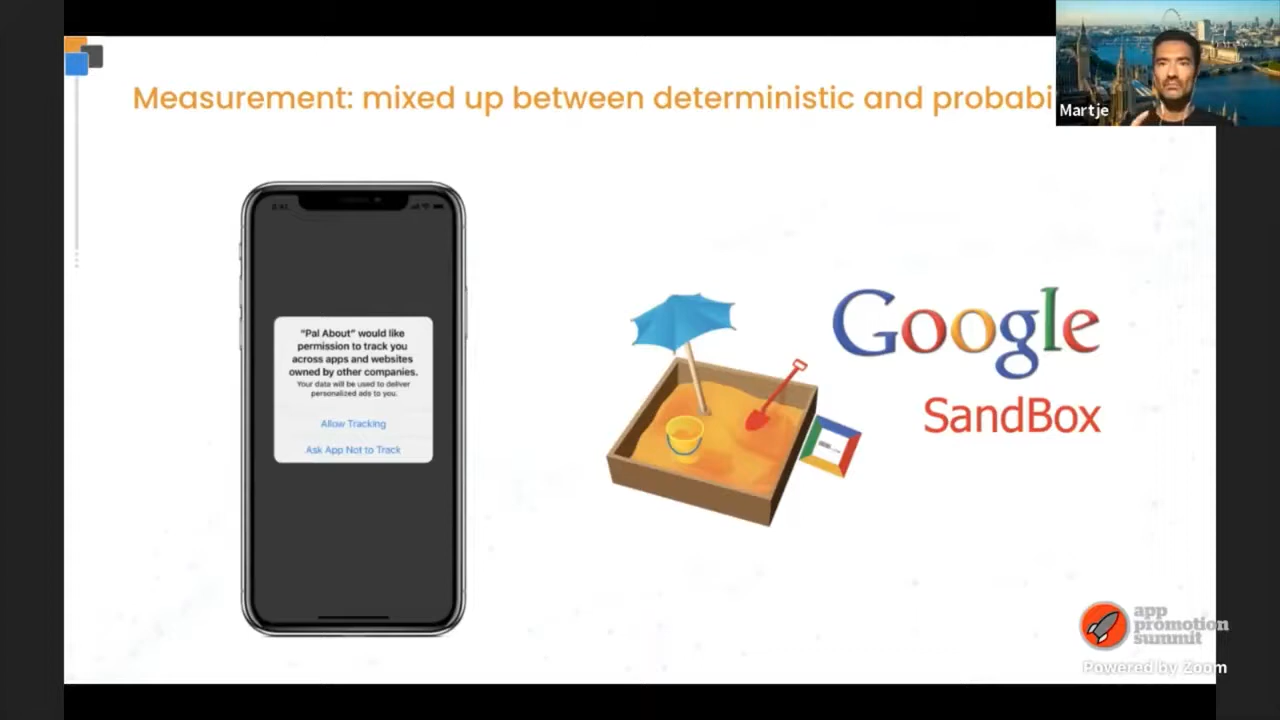 Measurement: mixed up between deterministic and probabi
Martje
"Pal About" would like
permission to track you
across apps and websites
owned by other companies.
Your data will be used to deliver
personalized ads to you.
Allow Tracking
Ask App Not to Track
Google
SandBox
app
promotion
summit
Powered by Zoom